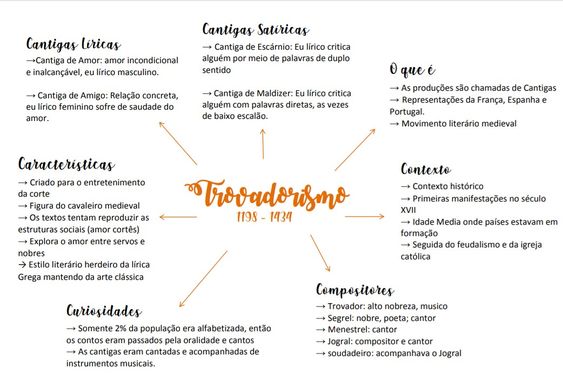 Cantigas Líricas
→Cantiga de Amor: amor incondicional
e inalcançável, eu lírico masculino.
→ Cantiga de Amigo: Relação concreta,
eu lírico feminino sofre de saudade do
amor.
Cantigas Satíricas
→ Cantiga de Escárnio: Eu lírico critica
alguém por meio de palavras de duplo
sentido
→ Cantiga de Maldizer: Eu lírico critica
alguém com palavras diretas, as vezes
de baixo escalão.
O que é
→ As produções são chamadas de Cantigas
→ Representações da França, Espanha e
Portugal.
→ Movimento literário medieval
Características
→ Criado para o entretenimento
da corte
→ Figura do cavaleiro medieval
→ Os textos tentam reproduzir as
estruturas sociais (amor cortês)
→ Explora o amor entre servos e
nobres
→ Estilo literário herdeiro da lírica
Grega mantendo da arte clássica
Trovadorismo
1198 - 1434
Contexto
→ Contexto histórico
→ Primeiras manifestações no século
XVII
→ Idade Media onde países estavam em
formação
→ Seguida do feudalismo e da igreja
católica
Curiosidades
→ Somente 2% da população era alfabetizada, então
os contos eram passados pela oralidade e cantos
→ As cantigas eram cantadas e acompanhadas de
instrumentos musicais.
Compositores
→ Trovador: alto nobreza, musico
→ Segrel: nobre, poeta; cantor
→ Menestrel: cantor
→ Jogral: compositor e cantor
→ soudadeiro: acompanhava o Jogral